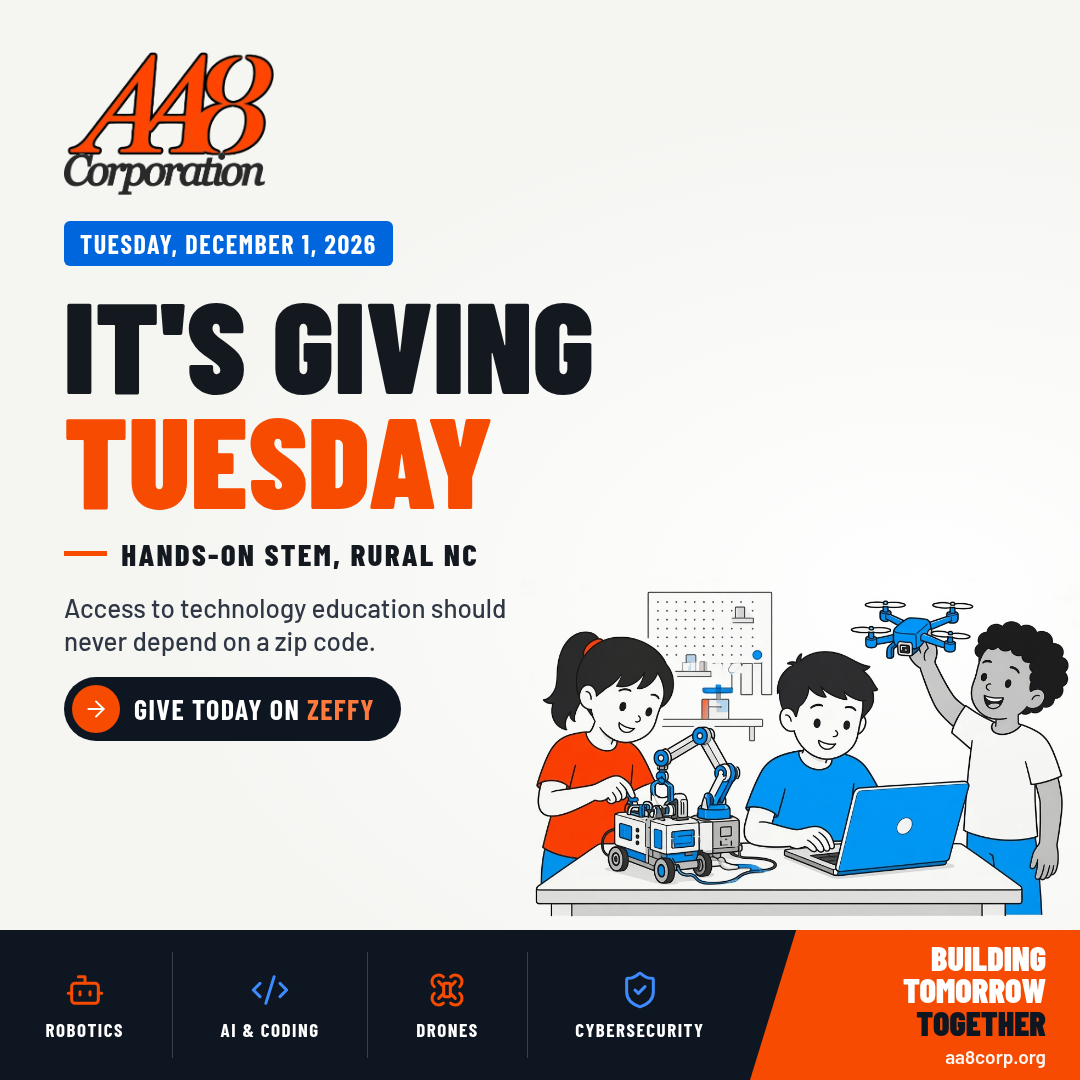 AA8
Corporation
TUESDAY, DECEMBER 1, 2026
IT'S GIVING
TUESDAY
HANDS-ON STEM, RURAL NC
Access to technology education should
never depend on a zip code.
GIVE TODAY ON ZEFFY
ROBOTICS
AI & CODING
DRONES
CYBERSECURITY
BUILDING
TOMORROW
TOGETHER
aa8corp.org